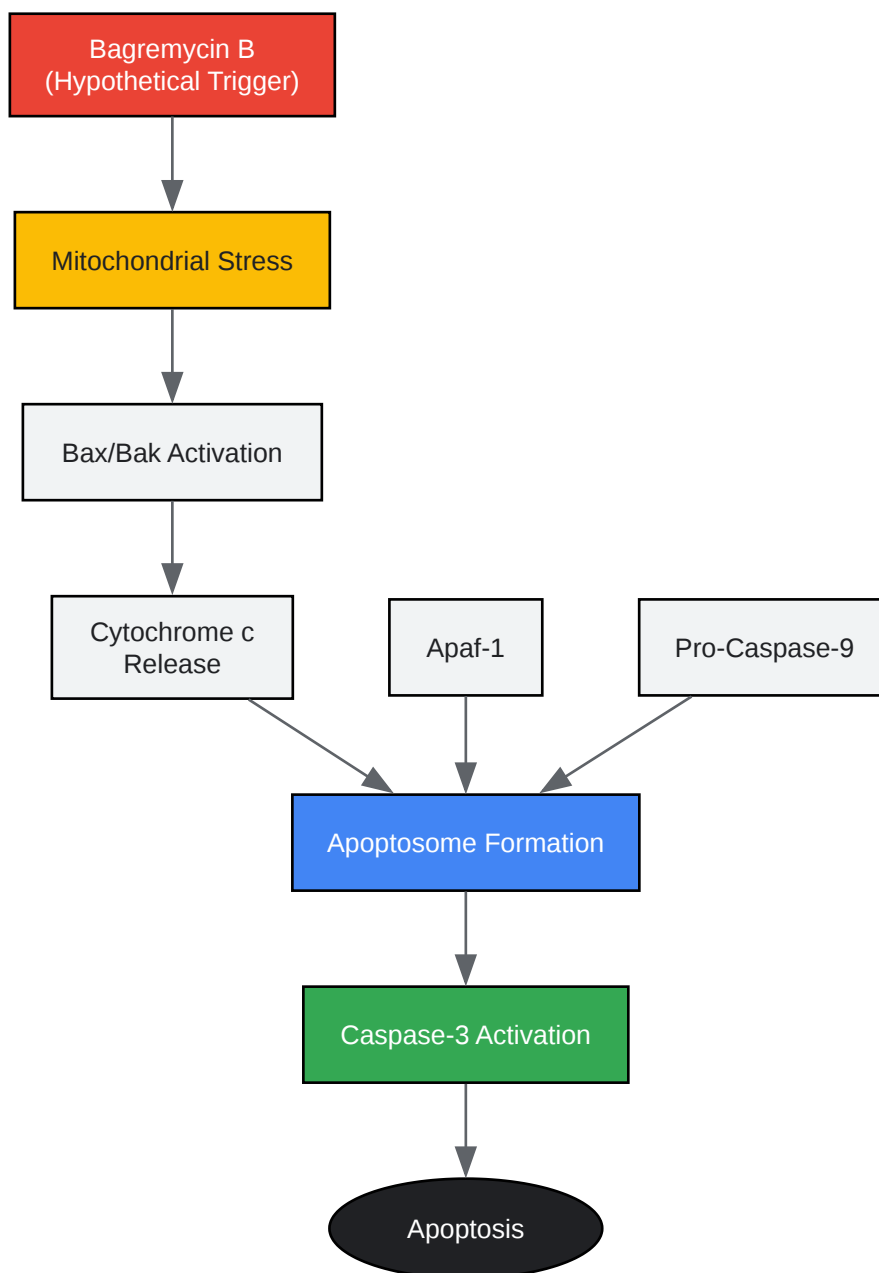 Bagremycin B
(Hypothetical Trigger)
Mitochondrial Stress
Bax/Bak Activation
Cytochrome c
Release
Apaf-1
Pro-Caspase-9
Apoptosome Formation
Caspase-3 Activation
Apoptosis